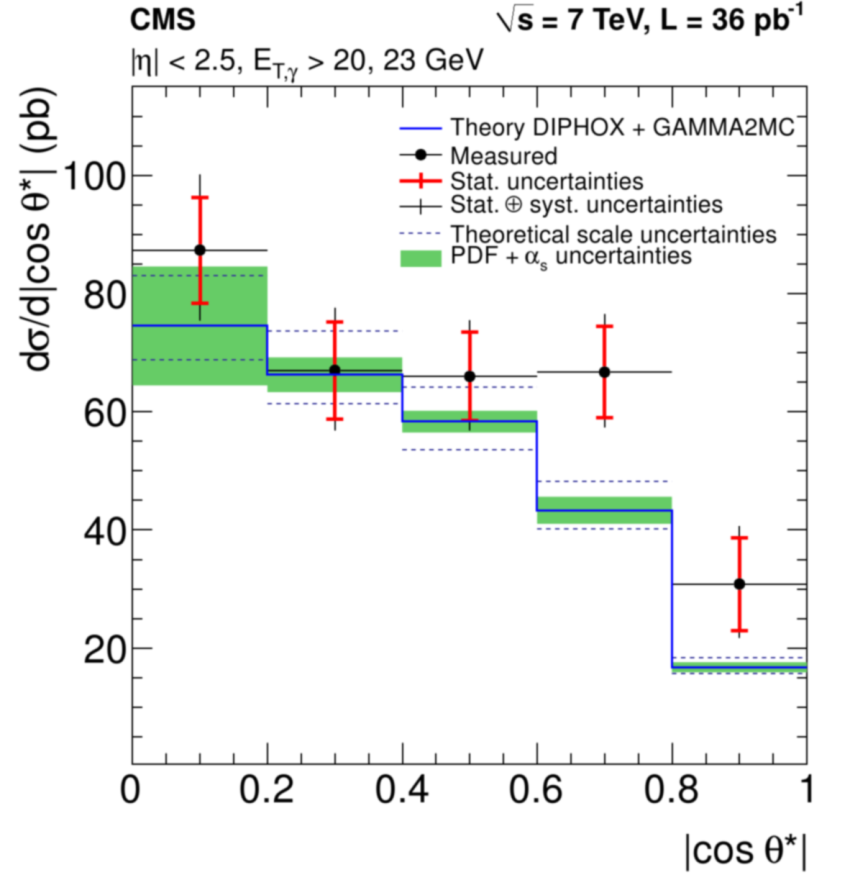 CMS √s = 7 TeV, L = 36 pb⁻¹
|η| < 2.5, E_T,γ > 20, 23 GeV
dσ/d|cos θ*| (pb)
Theory DIPHOX + GAMMA2MC
Measured
Stat. uncertainties
Stat. ⊕ syst. uncertainties
Theoretical scale uncertainties
PDF + α_s uncertainties
100
80
60
40
20
0 0.2 0.4 0.6 0.8 1
|cos θ*|